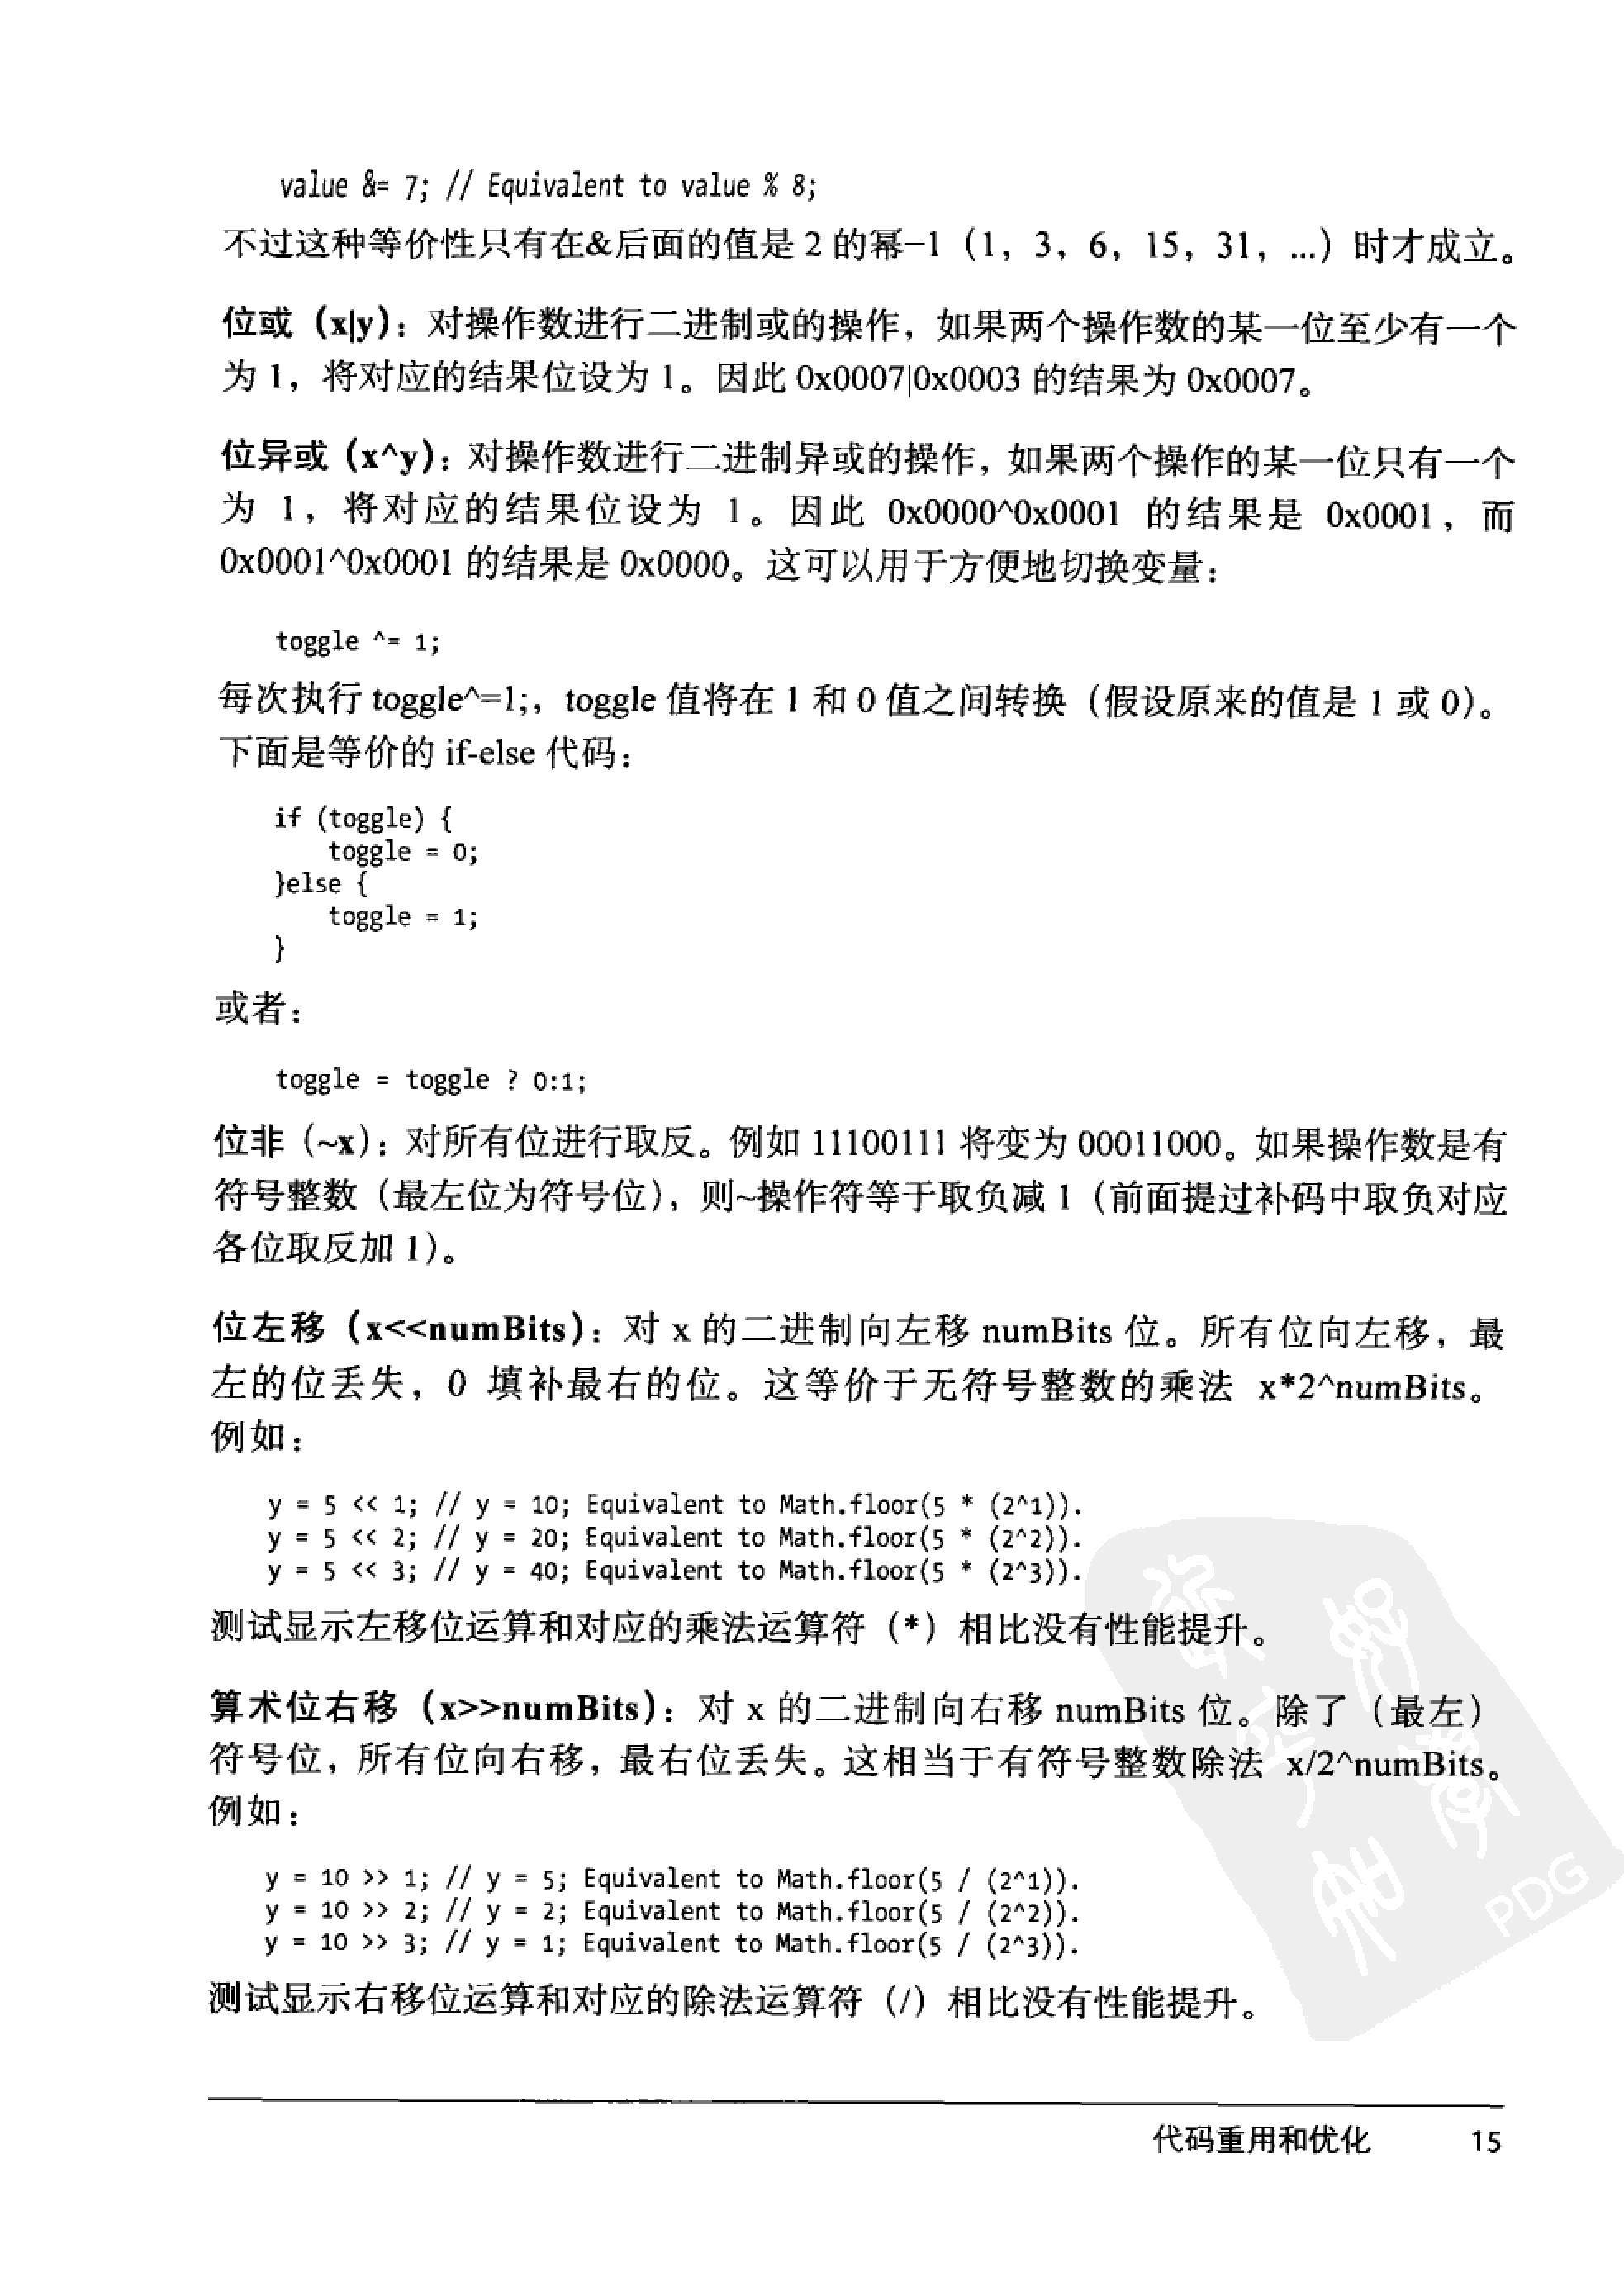 value &= 7; // Equivalent to value % 8;
不过这种等价性只有在&后面的值是 2 的幂−1（1，3，6，15，31，...）时才成立。
位或（x|y）：对操作数进行二进制或的操作，如果两个操作数的某一位至少有一个
为 1，将对应的结果位设为 1。因此 0x0007|0x0003 的结果为 0x0007。
位异或（x^y）：对操作数进行二进制异或的操作，如果两个操作的某一位只有一个
为 1，将对应的结果位设为 1。因此 0x0000^0x0001 的结果是 0x0001，而
0x0001^0x0001 的结果是 0x0000。这可以用于方便地切换变量：
toggle ^= 1;
每次执行 toggle^=1;，toggle 值将在 1 和 0 值之间转换（假设原来的值是 1 或 0）。
下面是等价的 if-else 代码：
if (toggle) {
toggle = 0;
}else {
toggle = 1;
}
或者：
toggle = toggle ? 0:1;
位非（~x）：对所有位进行取反。例如 11100111 将变为 00011000。如果操作数是有
符号整数（最左位为符号位），则~操作符等于取负减 1（前面提过补码中取负对应
各位取反加 1）。
位左移（x<<numBits）：对 x 的二进制向左移 numBits 位。所有位向左移，最
左的位丢失，0 填补最右的位。这等价于无符号整数的乘法 x*2^numBits。
例如：
y = 5 << 1; // y = 10; Equivalent to Math.floor(5 * (2^1)).
y = 5 << 2; // y = 20; Equivalent to Math.floor(5 * (2^2)).
y = 5 << 3; // y = 40; Equivalent to Math.floor(5 * (2^3)).
测试显示左移位运算和对应的乘法运算符（*）相比没有性能提升。
算术位右移（x>>numBits）：对 x 的二进制向右移 numBits 位。除了（最左）
符号位，所有位向右移，最右位丢失。这相当于有符号整数除法 x/2^numBits。
例如：
y = 10 >> 1; // y = 5; Equivalent to Math.floor(5 / (2^1)).
y = 10 >> 2; // y = 2; Equivalent to Math.floor(5 / (2^2)).
y = 10 >> 3; // y = 1; Equivalent to Math.floor(5 / (2^3)).
测试显示右移位运算和对应的除法运算符（/）相比没有性能提升。
PDG
代码重用和优化 15